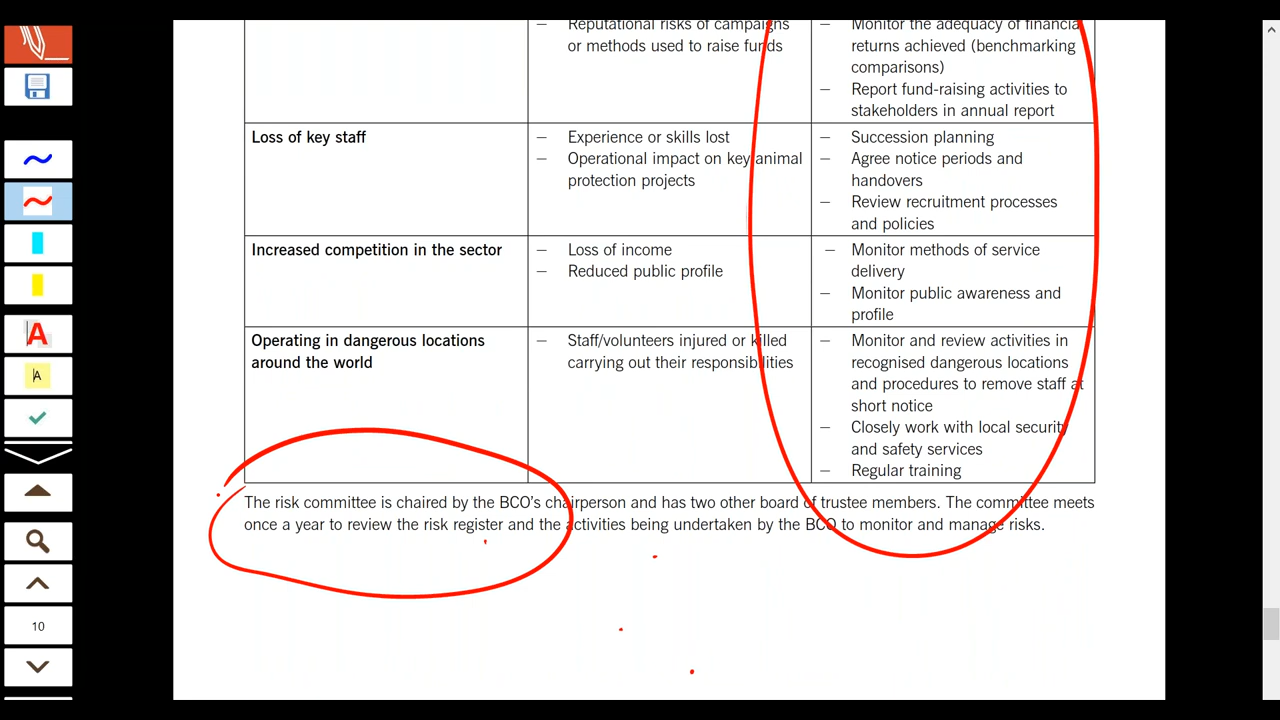 – Reputational risks of campaigns
or methods used to raise funds
– Monitor the adequacy of financial
returns achieved (benchmarking
comparisons)
– Report fund-raising activities to
stakeholders in annual report
Loss of key staff
– Experience or skills lost
– Operational impact on key animal
protection projects
– Succession planning
– Agree notice periods and
handovers
– Review recruitment processes
and policies
Increased competition in the sector
– Loss of income
– Reduced public profile
– Monitor methods of service
delivery
– Monitor public awareness and
profile
Operating in dangerous locations
around the world
– Staff/volunteers injured or killed
carrying out their responsibilities
– Monitor and review activities in
recognised dangerous locations
and procedures to remove staff at
short notice
– Closely work with local security
and safety services
– Regular training
The risk committee is chaired by the BCO’s chairperson and has two other board of trustee members. The committee meets
once a year to review the risk register and the activities being undertaken by the BCO to monitor and manage risks.
A
A
10